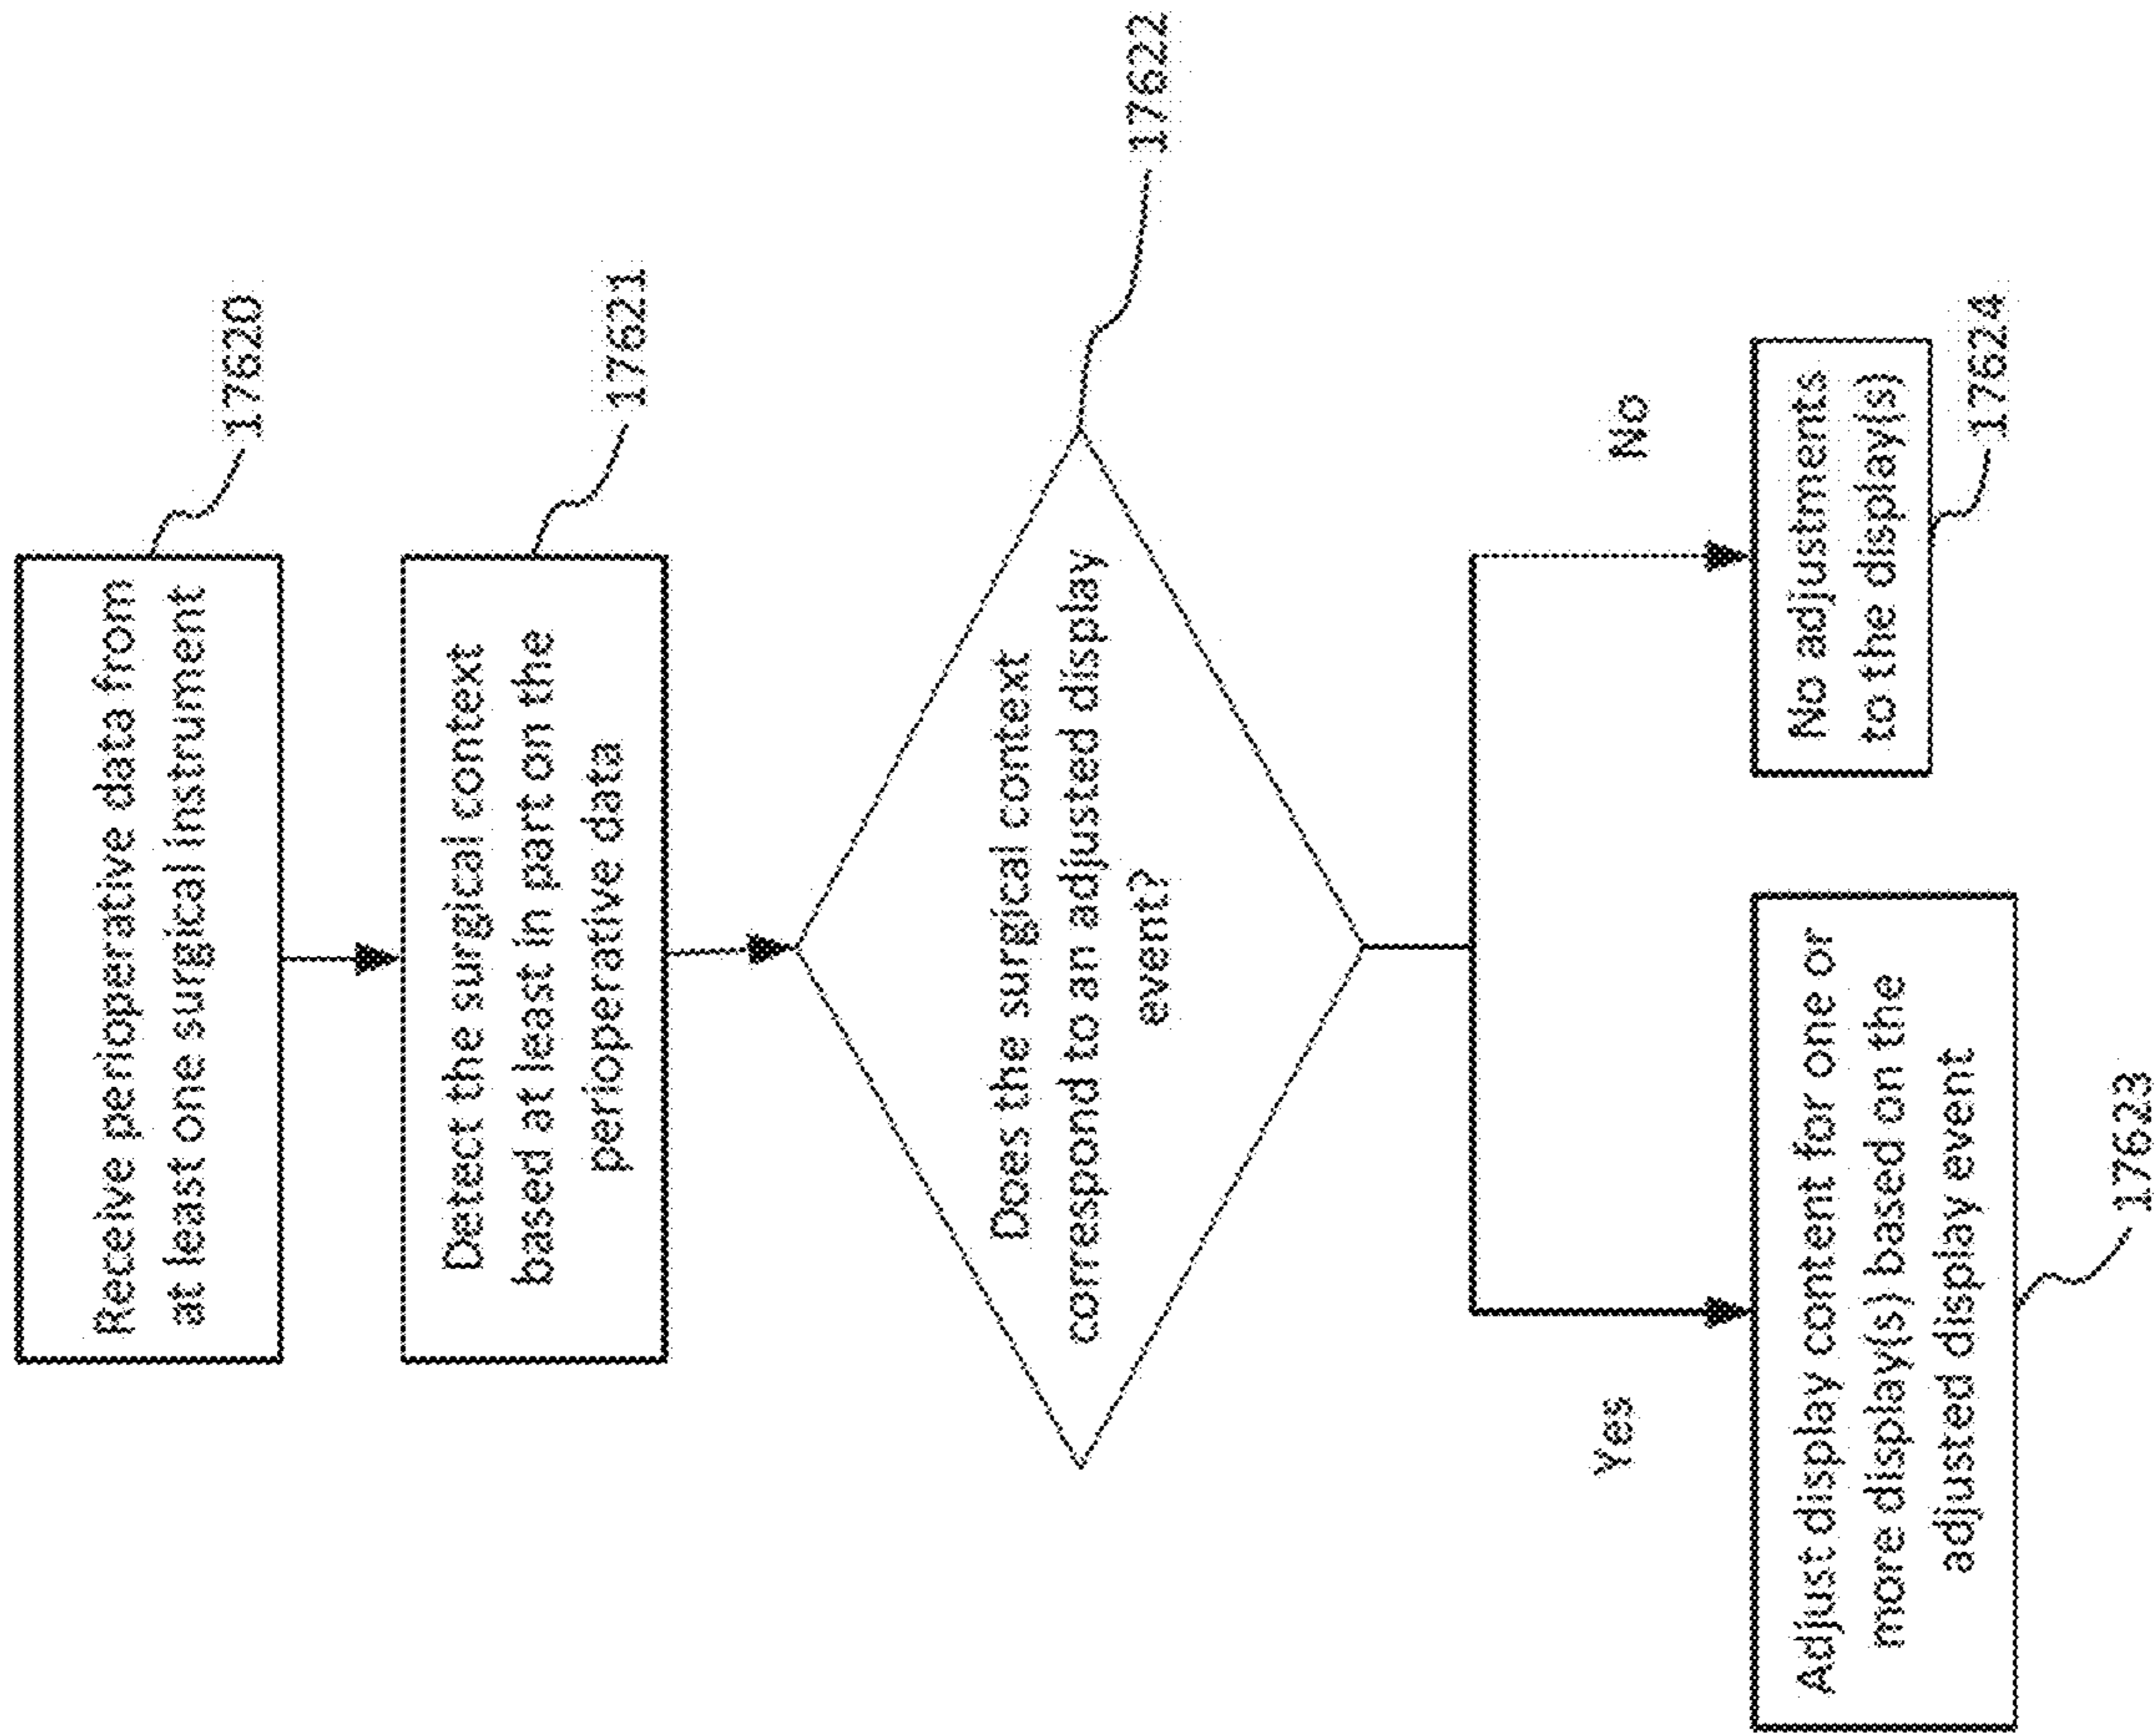 Receive perioperative data from
at least one surgical instrument
17620
Detect the surgical context
based at least in part on the
perioperative data
17621
Does the surgical context
correspond to an adjusted display
event?
17622
Yes
No
Adjust display content for one or
more display(s) based on the
adjusted display event
17623
No adjustments
to the display(s)
17624